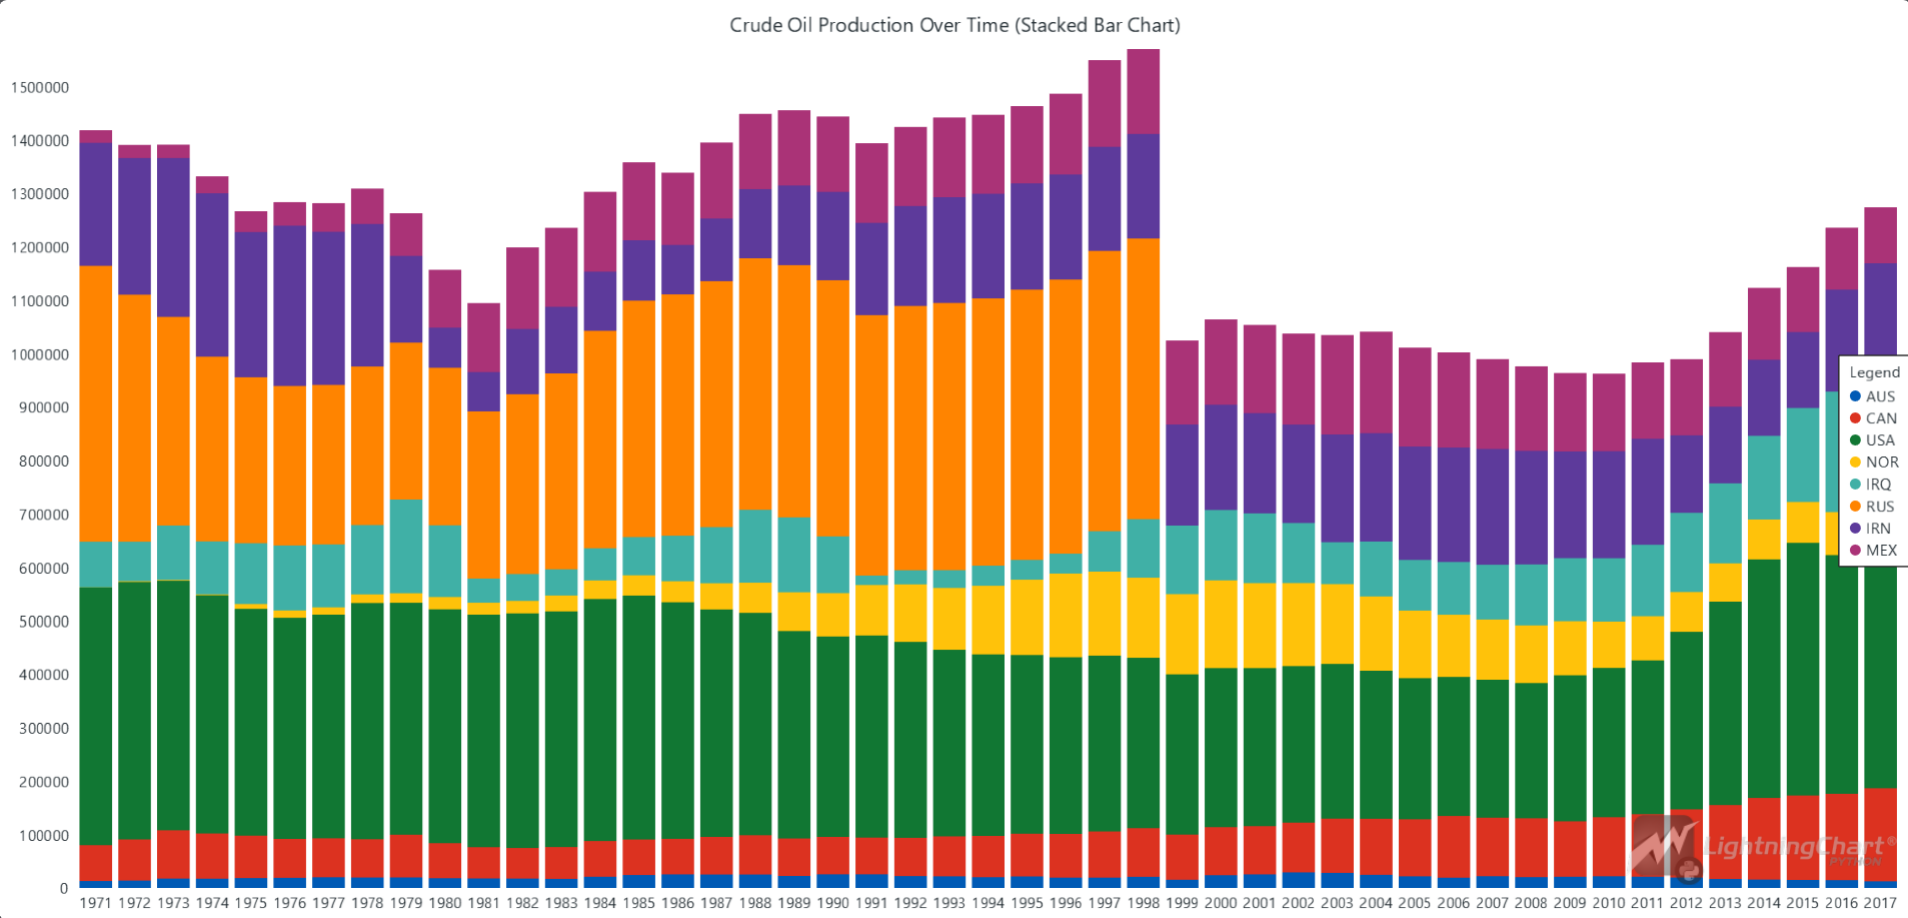 Crude Oil Production Over Time (Stacked Bar Chart)
1500000
1400000
1300000
1200000
1100000
1000000
900000
800000
700000
600000
500000
400000
300000
200000
100000
0
1971 1972 1973 1974 1975 1976 1977 1978 1979 1980 1981 1982 1983 1984 1985 1986 1987 1988 1989 1990 1991 1992 1993 1994 1995 1996 1997 1998 1999 2000 2001 2002 2003 2004 2005 2006 2007 2008 2009 2010 2011 2012 2013 2014 2015 2016 2017
Legend
AUS
CAN
USA
NOR
IRQ
RUS
IRN
MEX
LightningChart®
PYTHON